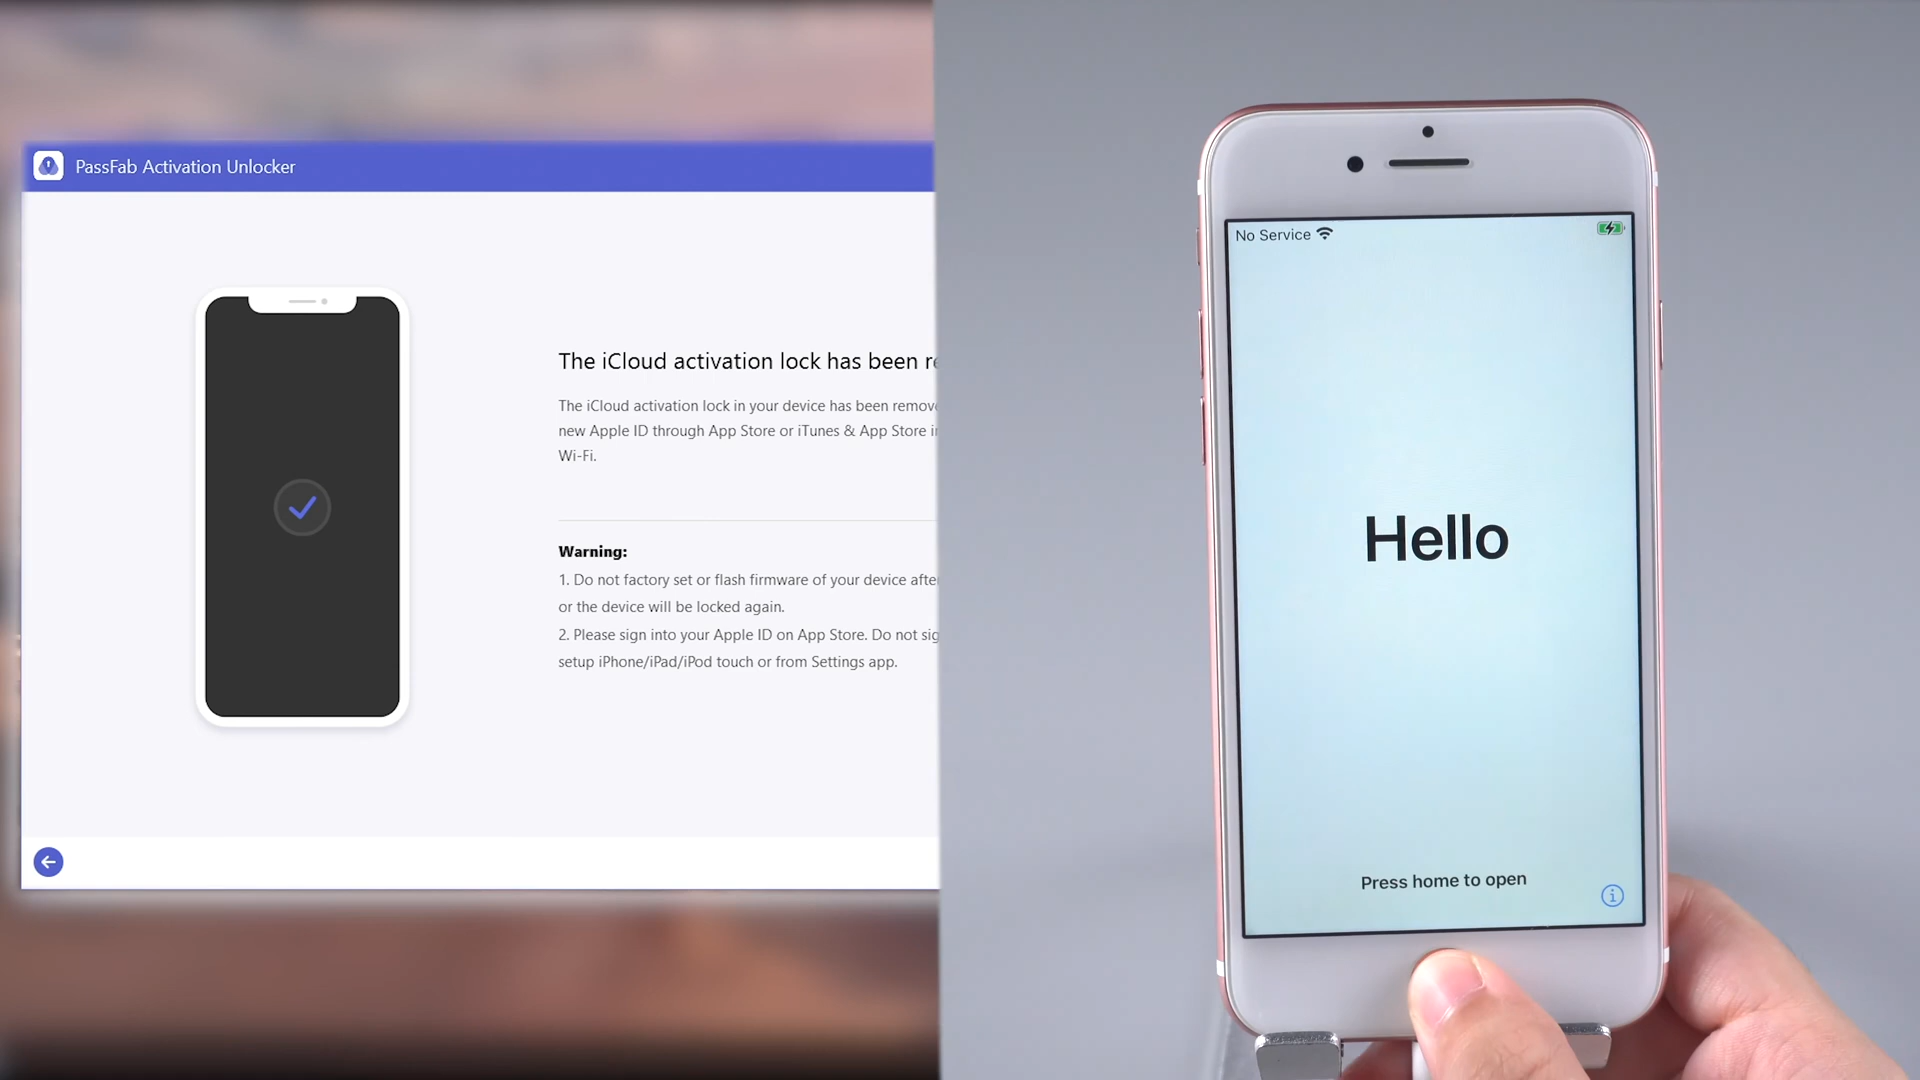 PassFab Activation Unlocker
The iCloud activation lock has been
The iCloud activation lock in your device has been
new Apple ID through App Store or iTunes & App Store
Wi-Fi.
Warning:
1. Do not factory set or flash firmware of your device
or the device will be locked again.
2. Please sign into your Apple ID on App Store. Do not
setup iPhone/iPad/iPod touch or from Settings app.
No Service
Hello
Press home to open